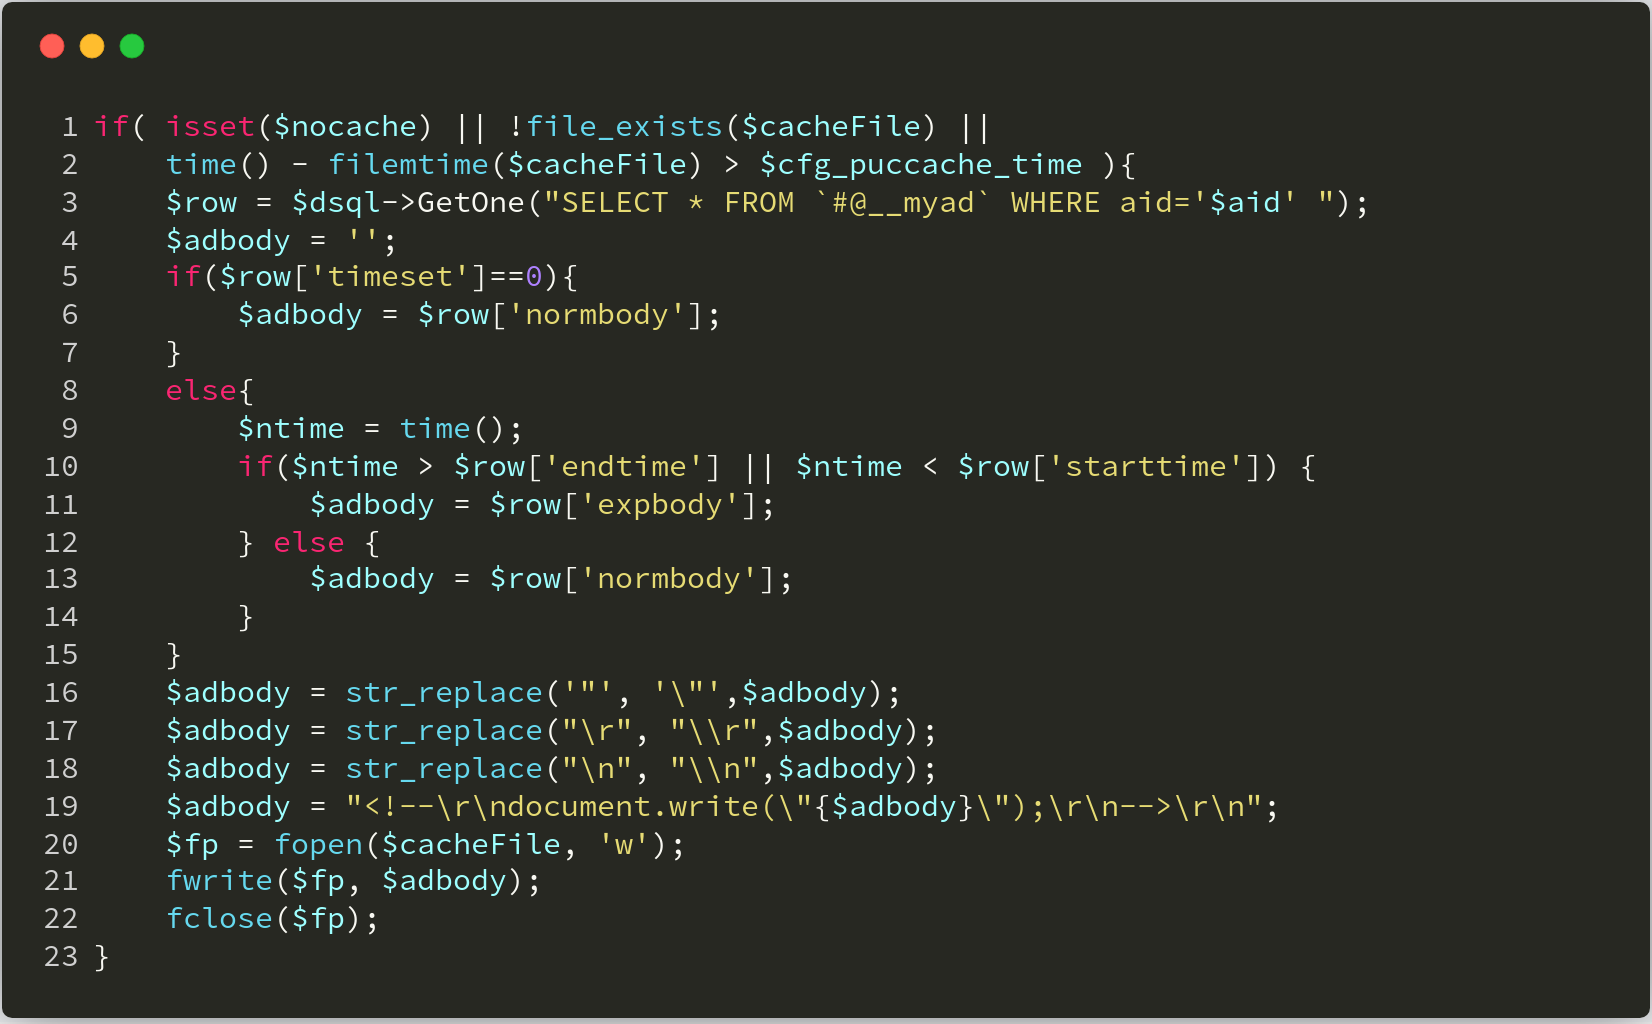 1 if( isset($nocache) || !file_exists($cacheFile) ||
2     time() - filemtime($cacheFile) > $cfg_puccache_time ){
3     $row = $dsql->GetOne("SELECT * FROM `#@__myad` WHERE aid='$aid' ");
4     $adbody = '';
5     if($row['timeset']==0){
6         $adbody = $row['normbody'];
7     }
8     else{
9         $ntime = time();
10         if($ntime > $row['endtime'] || $ntime < $row['starttime']) {
11             $adbody = $row['expbody'];
12         } else {
13             $adbody = $row['normbody'];
14         }
15     }
16     $adbody = str_replace('"', '\"',$adbody);
17     $adbody = str_replace("\r", "\\r",$adbody);
18     $adbody = str_replace("\n", "\\n",$adbody);
19     $adbody = "<!--\r\ndocument.write(\"{$adbody}\");\r\n-->\r\n";
20     $fp = fopen($cacheFile, 'w');
21     fwrite($fp, $adbody);
22     fclose($fp);
23 }